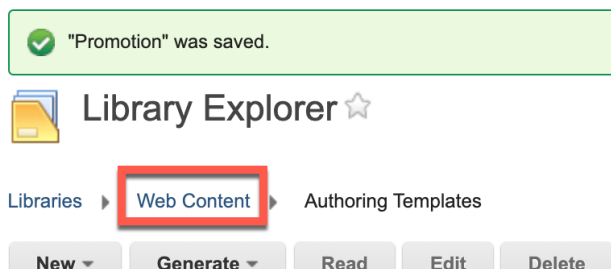 "Promotion" was saved.
Library Explorer
Libraries Web Content Authoring Templates
New Generate Read Edit Delete